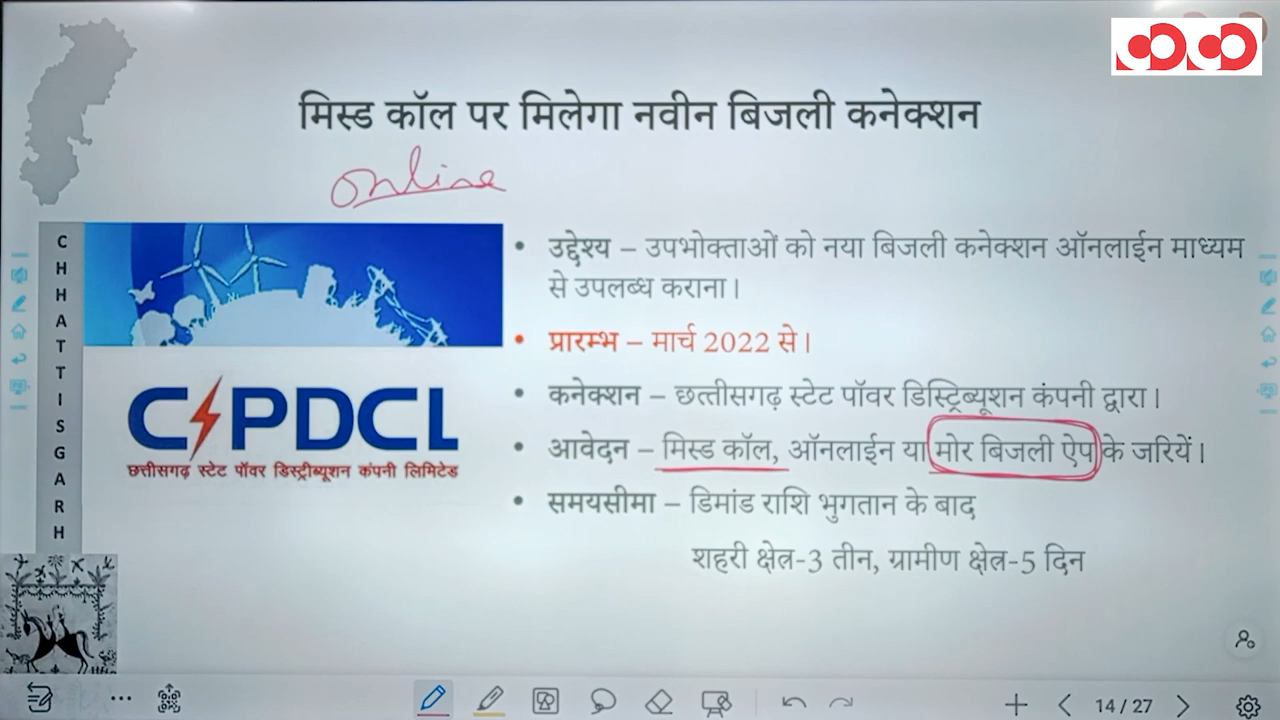 मिस्ड कॉल पर मिलेगा नवीन बिजली कनेक्शन
online
CHHATTISGARH
• उद्देश्य – उपभोक्ताओं को नया बिजली कनेक्शन ऑनलाईन माध्यम
से उपलब्ध कराना।
• प्रारम्भ – मार्च 2022 से।
• कनेक्शन – छत्तीसगढ़ स्टेट पॉवर डिस्ट्रिब्यूशन कंपनी द्वारा।
• आवेदन – मिस्ड कॉल, ऑनलाईन या मोर बिजली ऐप के जरियें।
• समयसीमा – डिमांड राशि भुगतान के बाद
शहरी क्षेत्र-3 तीन, ग्रामीण क्षेत्र-5 दिन
CSPDCL
छत्तीसगढ़ स्टेट पॉवर डिस्ट्रीब्यूशन कंपनी लिमिटेड
14 / 27